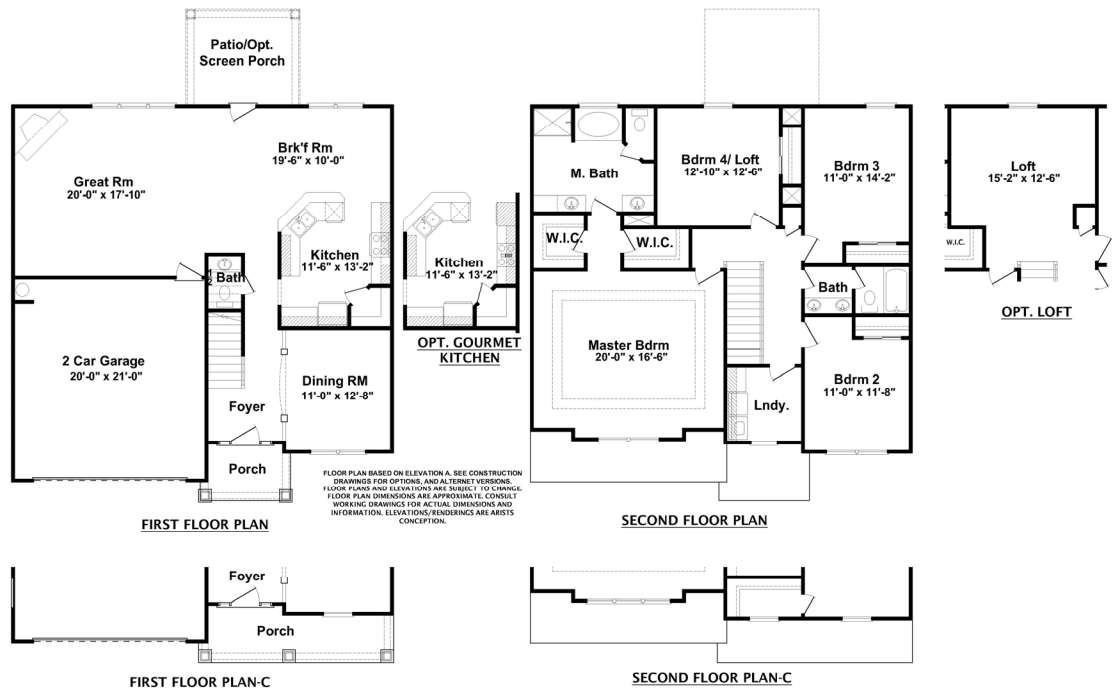 Patio/Opt.
Screen Porch
Brk'f Rm
19'-6" x 10'-0"
Great Rm
20'-0" x 17'-10"
Kitchen
11'-6" x 13'-2"
Bath
2 Car Garage
20'-0" x 21'-0"
Dining RM
11'-0" x 12'-8"
Foyer
Porch
FIRST FLOOR PLAN
Kitchen
11'-6" x 13'-2"
OPT. GOURMET
KITCHEN
FLOOR PLAN BASED ON ELEVATION A. SEE CONSTRUCTION
DRAWINGS FOR OPTIONS, AND ALTERNET VERSIONS.
FLOOR PLANS AND ELEVATIONS ARE SUBJECT TO CHANGE.
FLOOR PLAN DIMENSIONS ARE APPROXIMATE. CONSULT
WORKING DRAWINGS FOR ACTUAL DIMENSIONS AND
INFORMATION. ELEVATIONS/RENDERINGS ARE ARISTS
CONCEPTION.
M. Bath
Bdrm 4/ Loft
12'-10" x 12'-6"
Bdrm 3
11'-0" x 14'-2"
W.I.C.
W.I.C.
Bath
Master Bdrm
20'-0" x 16'-6"
Bdrm 2
11'-0" x 11'-8"
Lndy.
SECOND FLOOR PLAN
Loft
15'-2" x 12'-6"
W.I.C.
OPT. LOFT
Foyer
Porch
FIRST FLOOR PLAN-C
SECOND FLOOR PLAN-C